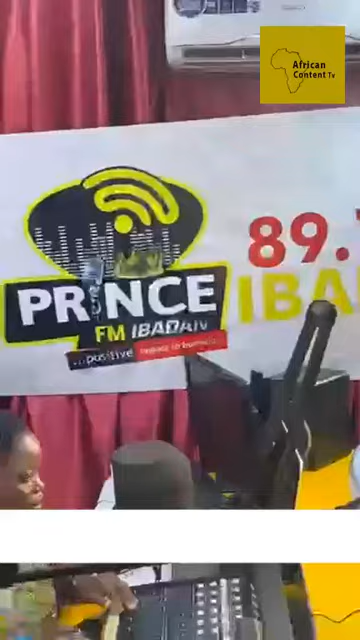 African
Content Tv
89.
PRINCE
IBA
FM IBADAN
...positive